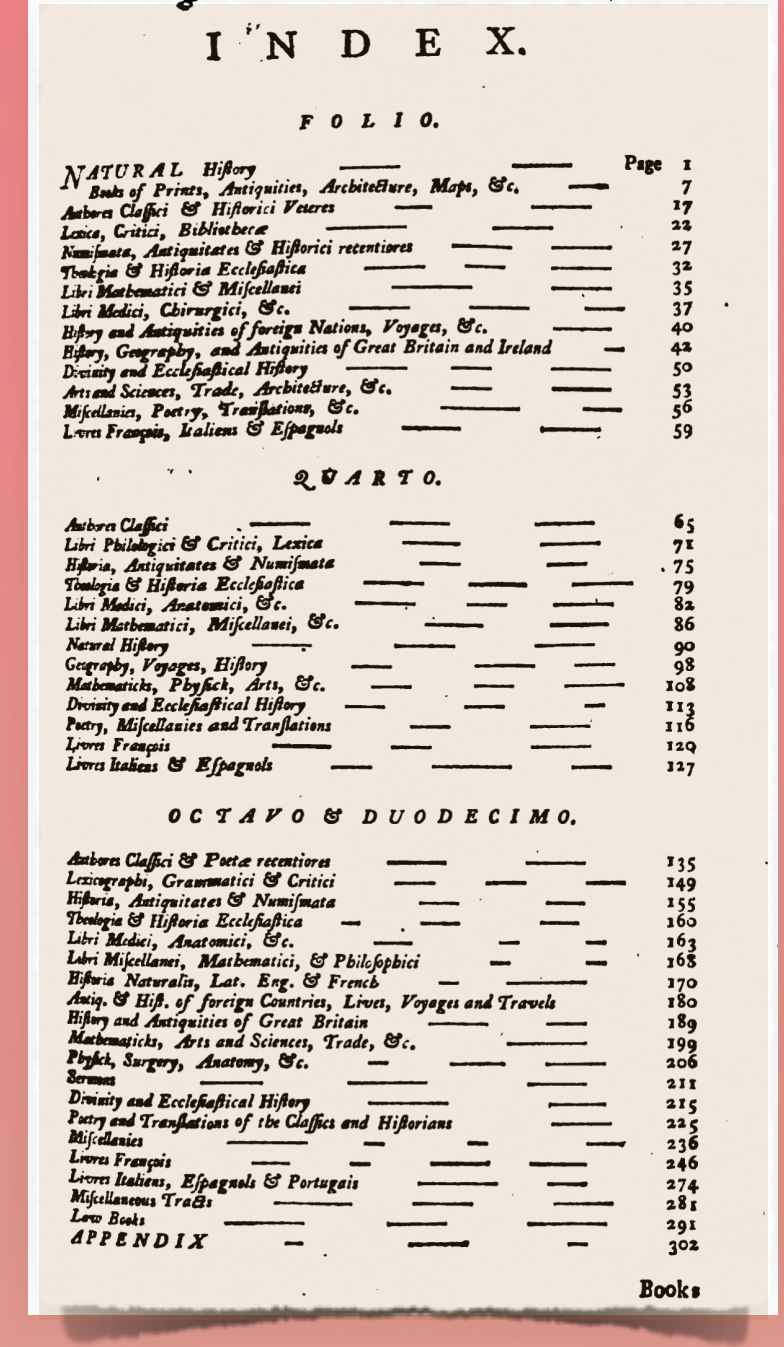 INDEX.
FOLIO.
NATURAL Hiſtory — — Page 1
Books of Prints, Antiquities, Architecture, Maps, &c. — 7
Authores Claſſici & Hiſtorici Veteres — — 17
Lexica, Critici, Bibliothecæ — — 22
Numiſmata, Antiquitates & Hiſtorici recentiores — — 27
Theologia & Hiſtoria Eccleſiaſtica — — — 32
Libri Mathematici & Miſcellanei — — 35
Libri Medici, Chirurgici, &c. — — — 37
Hiſtory and Antiquities of foreign Nations, Voyages, &c. — 40
Hiſtory, Geography, and Antiquities of Great Britain and Ireland — 42
Divinity and Eccleſiaſtical Hiſtory — — — 50
Arts and Sciences, Trade, Architecture, &c. — — 53
Miſcellanies, Poetry, Tranſlations, &c. — — 56
Livres François, Italiens & Eſpagnols — — 59
QUARTO.
Authores Claſſici — — — 65
Libri Philologici & Critici, Lexica — — 71
Hiſtoria, Antiquitates & Numiſmata — — 75
Theologia & Hiſtoria Eccleſiaſtica — — — 79
Libri Medici, Anatomici, &c. — — — 82
Libri Mathematici, Miſcellanei, &c. — — 86
Natural Hiſtory — — — 90
Geography, Voyages, Hiſtory — — — 98
Mathematicks, Phyſick, Arts, &c. — — — 108
Divinity and Eccleſiaſtical Hiſtory — — — 113
Poetry, Miſcellanies and Tranſlations — — 116
Livres François — — — 129
Livres Italiens & Eſpagnols — — — 127
OCTAVO & DUODECIMO.
Authores Claſſici & Poetæ recentiores — — 135
Lexicographi, Grammatici & Critici — — — 149
Hiſtoria, Antiquitates & Numiſmata — — 155
Theologia & Hiſtoria Eccleſiaſtica — — — 160
Libri Medici, Anatomici, &c. — — — 163
Libri Miſcellanei, Mathematici, & Philoſophici — — 168
Hiſtoria Naturalis, Lat. Eng. & French — — 170
Antiq. & Hiſt. of foreign Countries, Lives, Voyages and Travels 180
Hiſtory and Antiquities of Great Britain — — 189
Mathematicks, Arts and Sciences, Trade, &c. — 199
Phyſick, Surgery, Anatomy, &c. — — — 206
Sermons — — — 211
Divinity and Eccleſiaſtical Hiſtory — — 215
Poetry and Tranſlations of the Claſſics and Hiſtorians — 225
Miſcellanies — — — — 236
Livres François — — — — 246
Livres Italiens, Eſpagnols & Portugais — — 274
Miſcellaneous Tracts — — — 281
Law Books — — — 291
APPENDIX — — — 302
Books